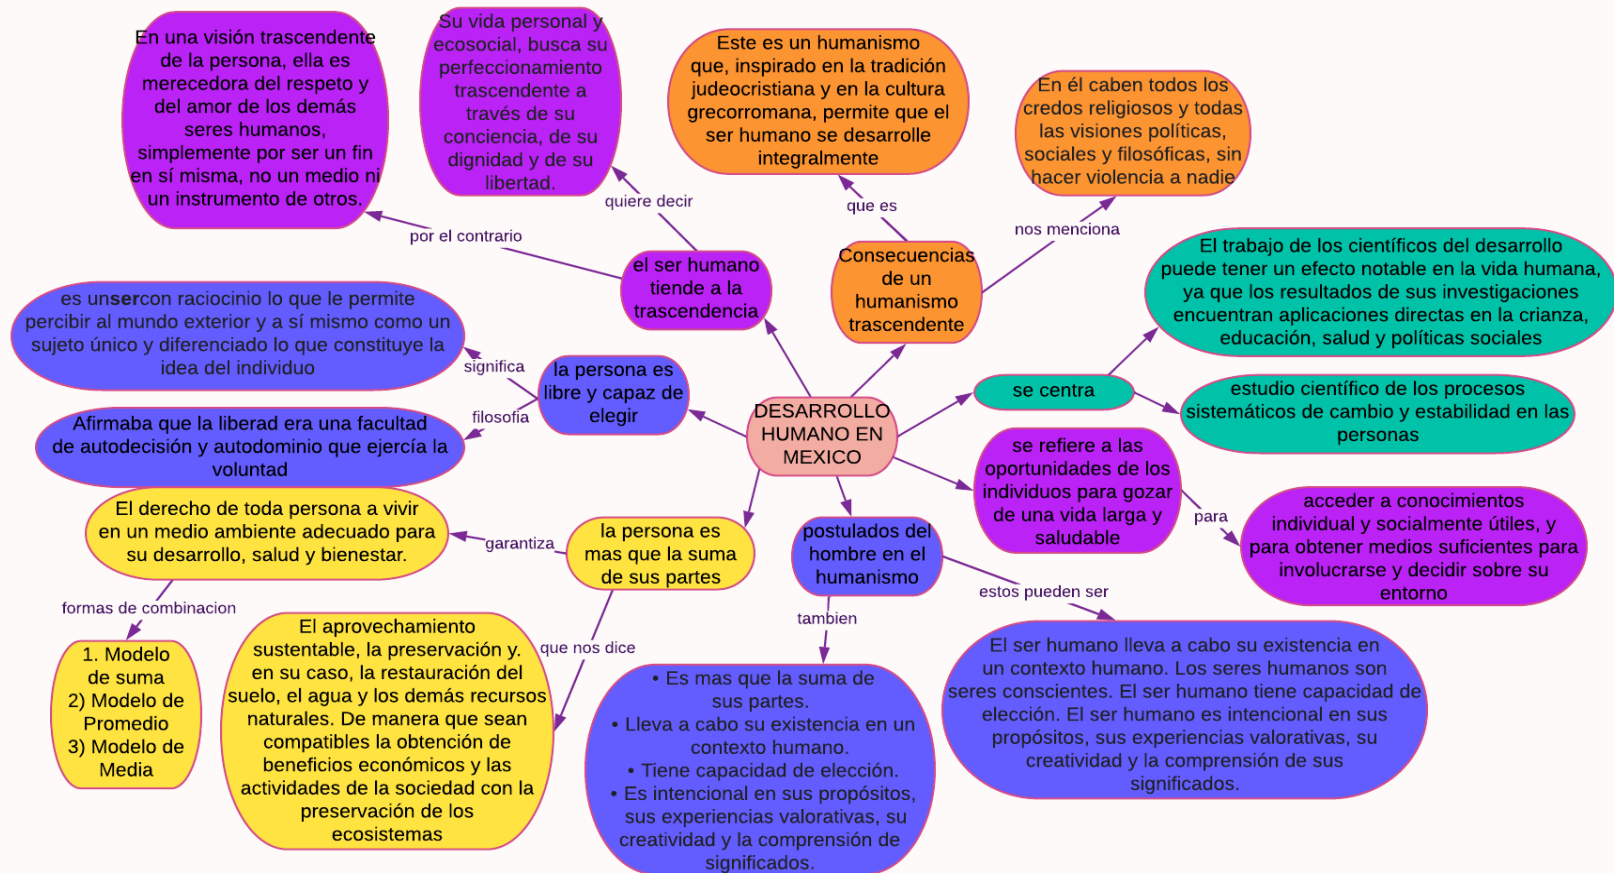 En una visión trascendente
de la persona, ella es
merecedora del respeto y
del amor de los demás
seres humanos,
simplemente por ser un fin
en sí misma, no un medio ni
un instrumento de otros.
Su vida personal y
ecosocial, busca su
perfeccionamiento
trascendente a
través de su
conciencia, de su
dignidad y de su
libertad.
Este es un humanismo
que, inspirado en la tradición
judeocristiana y en la cultura
grecorromana, permite que el
ser humano se desarrolle
integralmente
En él caben todos los
credos religiosos y todas
las visiones políticas,
sociales y filosóficas, sin
hacer violencia a nadie
quiere decir
que es
nos menciona
por el contrario
el ser humano
tiende a la
trascendencia
Consecuencias
de un
humanismo
trascendente
El trabajo de los científicos del desarrollo
puede tener un efecto notable en la vida humana,
ya que los resultados de sus investigaciones
encuentran aplicaciones directas en la crianza,
educación, salud y políticas sociales
es unsercon raciocinio lo que le permite
percibir al mundo exterior y a sí mismo como un
sujeto único y diferenciado lo que constituye la
idea del individuo
significa
la persona es
libre y capaz de
elegir
filosofia
Afirmaba que la liberad era una facultad
de autodecisión y autodominio que ejercía la
voluntad
DESARROLLO
HUMANO EN
MEXICO
se centra
estudio científico de los procesos
sistemáticos de cambio y estabilidad en las
personas
se refiere a las
oportunidades de los
individuos para gozar
de una vida larga y
saludable
para
acceder a conocimientos
individual y socialmente útiles, y
para obtener medios suficientes para
involucrarse y decidir sobre su
entorno
El derecho de toda persona a vivir
en un medio ambiente adecuado para
su desarrollo, salud y bienestar.
garantiza
la persona es
mas que la suma
de sus partes
postulados del
hombre en el
humanismo
formas de combinacion
1. Modelo
de suma
2) Modelo de
Promedio
3) Modelo de
Media
que nos dice
El aprovechamiento
sustentable, la preservación y.
en su caso, la restauración del
suelo, el agua y los demás recursos
naturales. De manera que sean
compatibles la obtención de
beneficios económicos y las
actividades de la sociedad con la
preservación de los
ecosistemas
tambien
• Es mas que la suma de
sus partes.
• Lleva a cabo su existencia en un
contexto humano.
• Tiene capacidad de elección.
• Es intencional en sus propósitos,
sus experiencias valorativas, su
creatividad y la comprensión de
significados.
estos pueden ser
El ser humano lleva a cabo su existencia en
un contexto humano. Los seres humanos son
seres conscientes. El ser humano tiene capacidad de
elección. El ser humano es intencional en sus
propósitos, sus experiencias valorativas, su
creatividad y la comprensión de sus
significados.